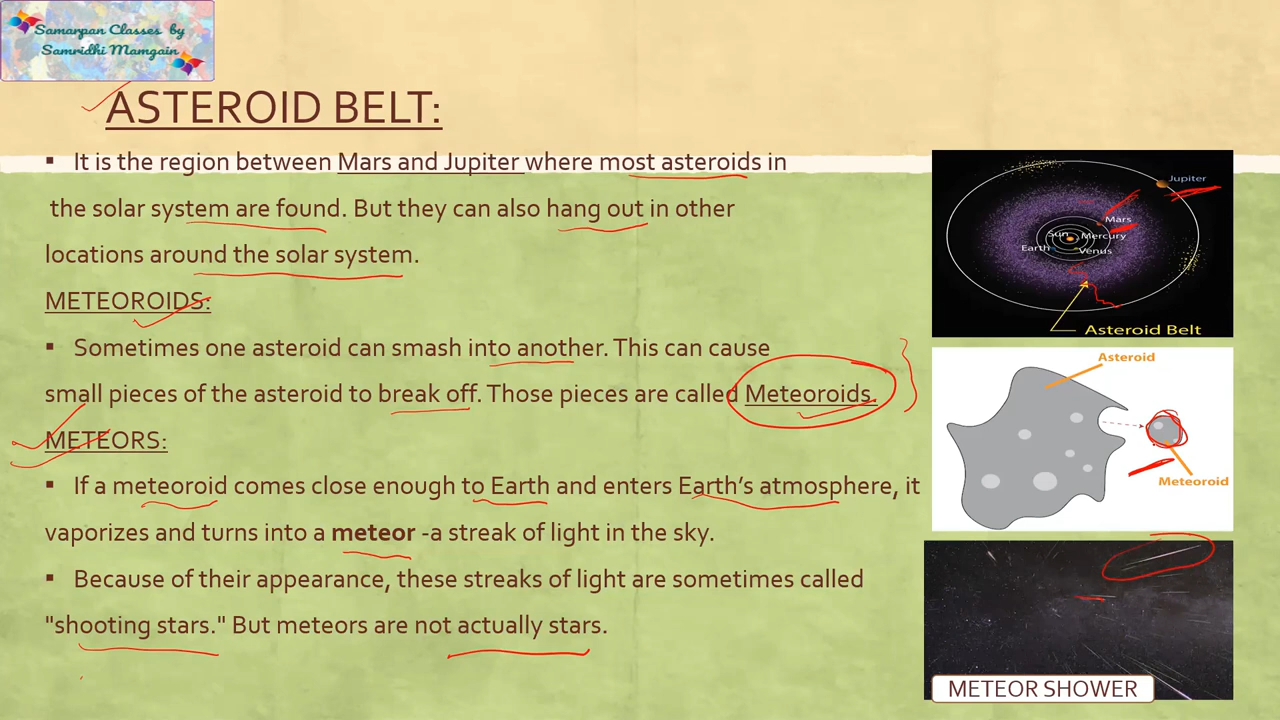 Samarpan Classes by
Samridhi Mamgain
ASTEROID BELT:
▪ It is the region between Mars and Jupiter where most asteroids in
the solar system are found. But they can also hang out in other
locations around the solar system.
METEOROIDS:
▪ Sometimes one asteroid can smash into another. This can cause
small pieces of the asteroid to break off. Those pieces are called Meteoroids.
METEORS:
▪ If a meteoroid comes close enough to Earth and enters Earth's atmosphere, it
vaporizes and turns into a meteor -a streak of light in the sky.
▪ Because of their appearance, these streaks of light are sometimes called
"shooting stars." But meteors are not actually stars.
Jupiter
Mars
Sun
Mercury
Earth
Venus
Asteroid Belt
Asteroid
Meteoroid
METEOR SHOWER